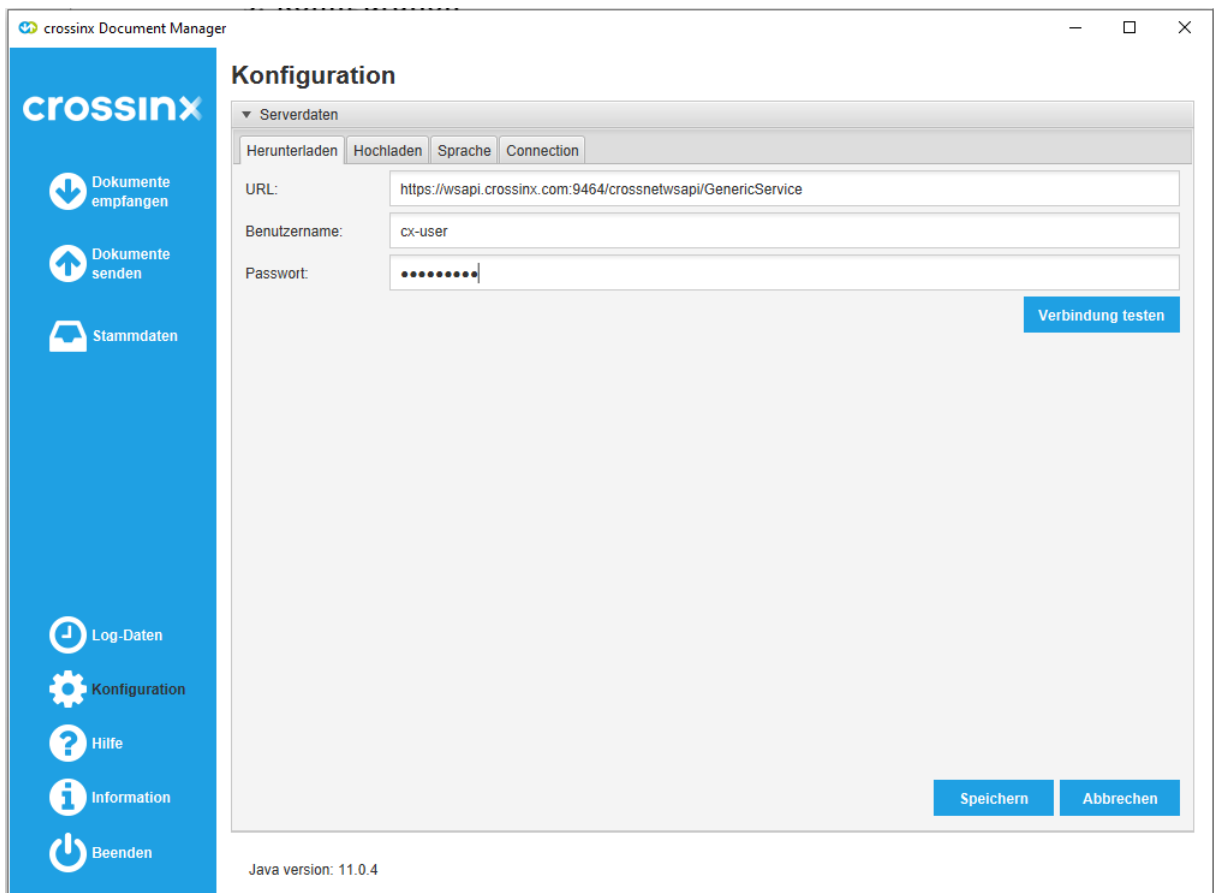 crossinx Document Manager
crossinx
Dokumente
empfangen
Dokumente
senden
Stammdaten
Log-Daten
Konfiguration
Hilfe
Information
Beenden
Konfiguration
Serverdaten
Herunterladen Hochladen Sprache Connection
URL: https://wsapi.crossinx.com:9464/crossnetwsapi/GenericService
Benutzername: cx-user
Passwort: •••••••••
Verbindung testen
Speichern Abbrechen
Java version: 11.0.4